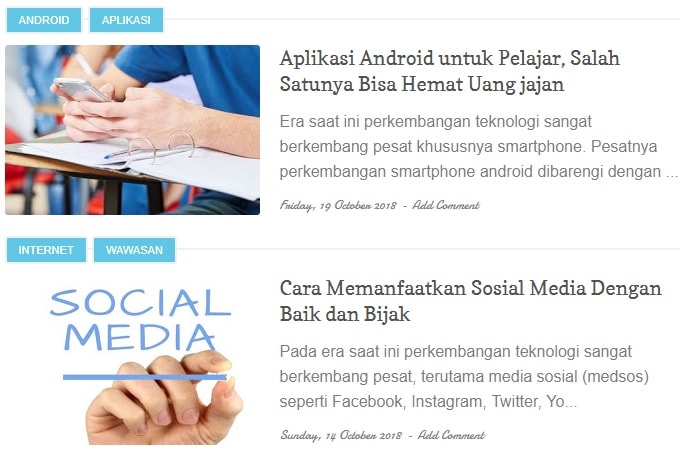 ANDROID APLIKASI
Aplikasi Android untuk Pelajar, Salah
Satunya Bisa Hemat Uang jajan
Era saat ini perkembangan teknologi sangat
berkembang pesat khususnya smartphone. Pesatnya
perkembangan smartphone android dibarengi dengan ...
Friday, 19 October 2018 - Add Comment
INTERNET WAWASAN
SOCIAL
MEDIA
Cara Memanfaatkan Sosial Media Dengan
Baik dan Bijak
Pada era saat ini perkembangan teknologi sangat
berkembang pesat, terutama media sosial (medsos)
seperti Facebook, Instagram, Twitter, Yo...
Sunday, 14 October 2018 - Add Comment